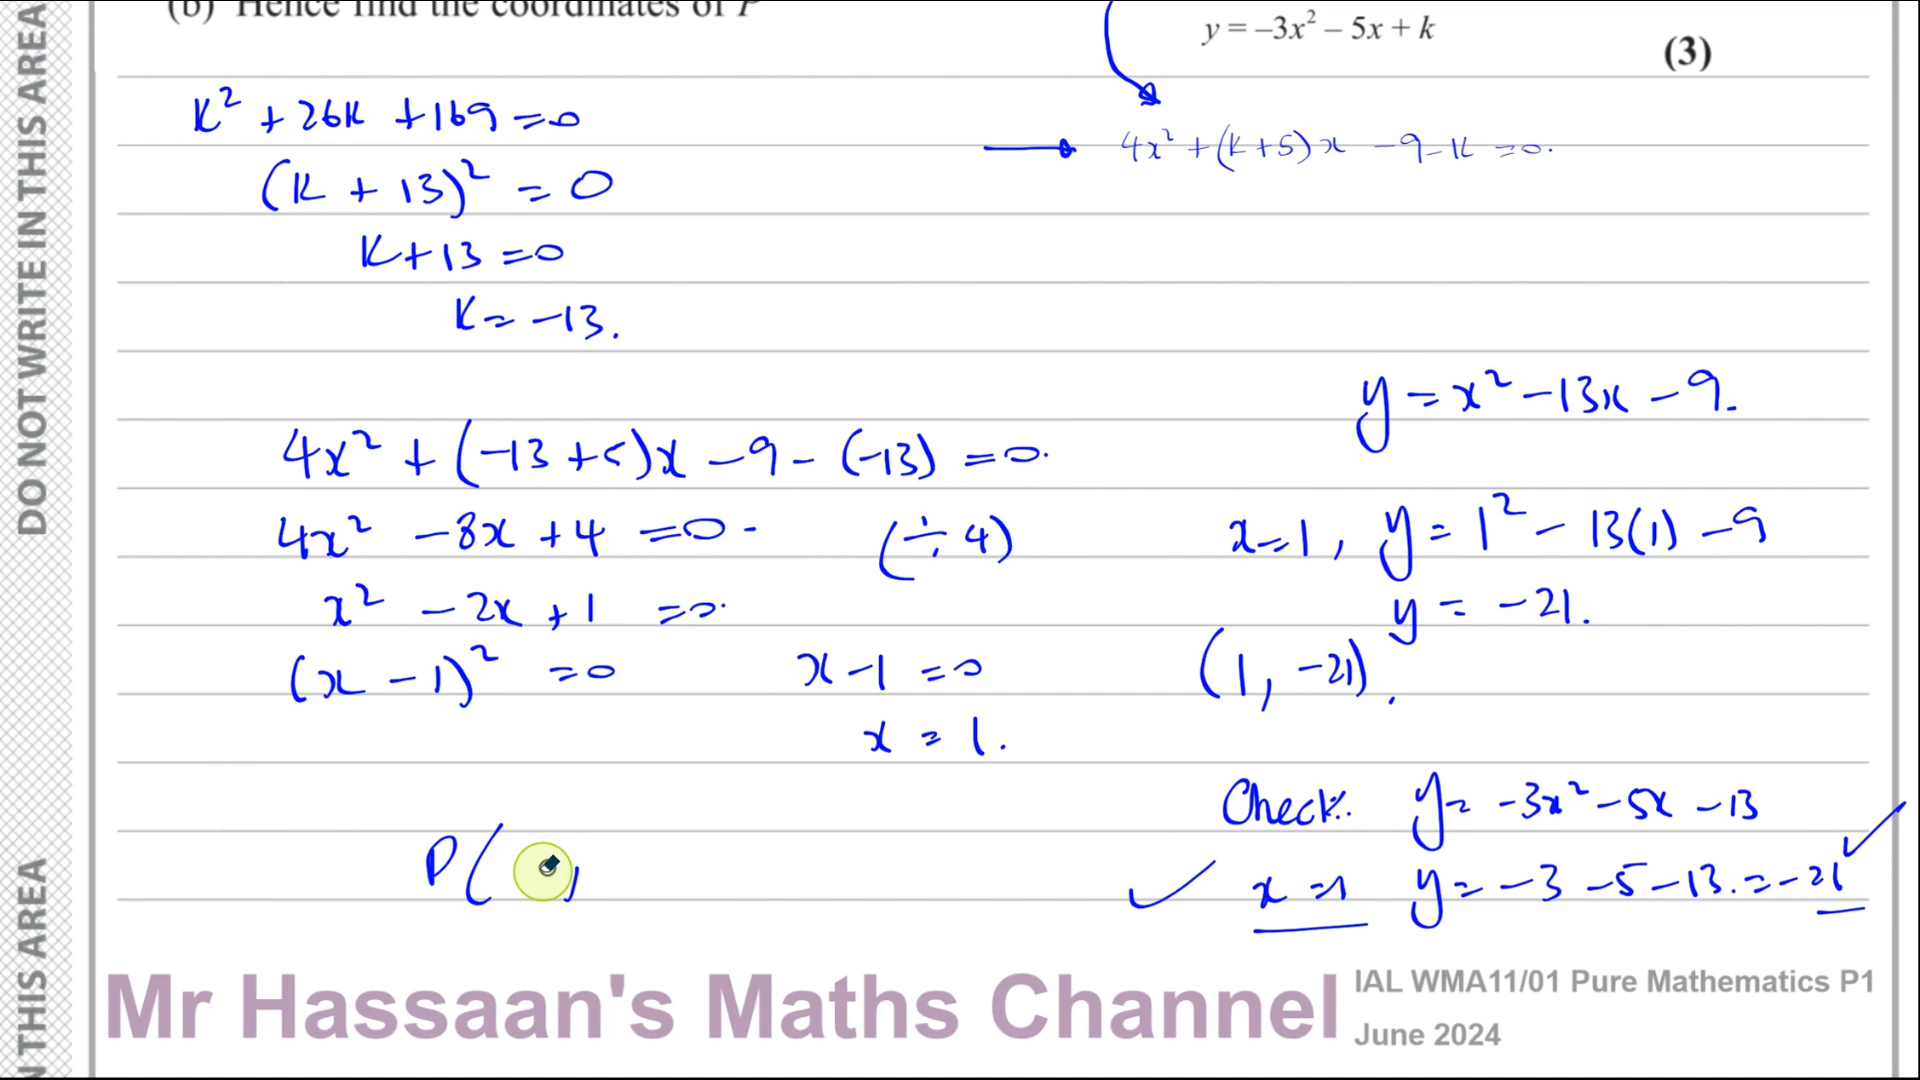 (b) Hence find the coordinates of P
y = –3x² – 5x + k
(3)
K² + 26K + 169 = 0
4x² + (K+5)x – 9 – K = 0.
(K + 13)² = 0
K + 13 = 0
K = –13.
y = x² – 13x – 9.
4x² + (–13 + 5)x – 9 – (–13) = 0.
4x² – 8x + 4 = 0. (÷ 4)
x = 1, y = 1² – 13(1) – 9
x² – 2x + 1 = 0.
y = –21.
(x – 1)² = 0 x – 1 = 0
(1, –21).
x = 1.
Check: y = –3x² – 5x – 13
x = 1 y = –3 – 5 – 13. = –21
P( ,
DO NOT WRITE IN THIS AREA
N THIS AREA
Mr Hassaan's Maths Channel
IAL WMA11/01 Pure Mathematics P1
June 2024